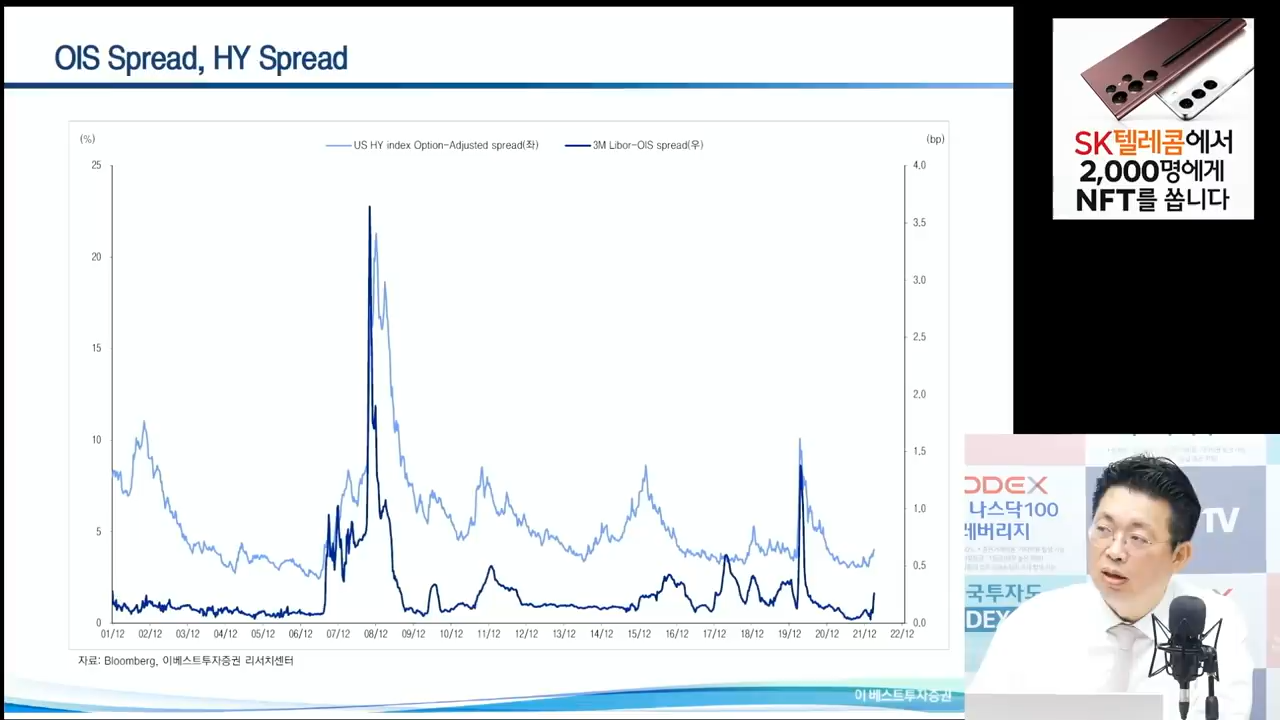 OIS Spread, HY Spread
(%)
(bp)
US HY index Option-Adjusted spread(좌)
3M Libor-OIS spread(우)
25
20
15
10
5
0
4.0
3.5
3.0
2.5
2.0
1.5
1.0
0.5
0.0
01/12 02/12 03/12 04/12 05/12 06/12 07/12 08/12 09/12 10/12 11/12 12/12 13/12 14/12 15/12 16/12 17/12 18/12 19/12 20/12 21/12 22/12
자료: Bloomberg, 이베스트투자증권 리서치센터
이베스트투자증권
SK텔레콤에서
2,000명에게
NFT를 쏩니다
ODEX
나스닥100
레버리지
국투자도
DEX
TV